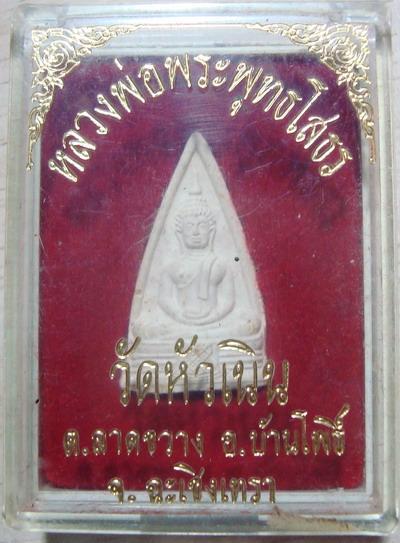 หลวงพ่อพระพุทธโสธร
วัดหัวเนิน
ต.ลาดขวาง อ.บ้านโพธิ์
จ. ฉะเชิงเทรา